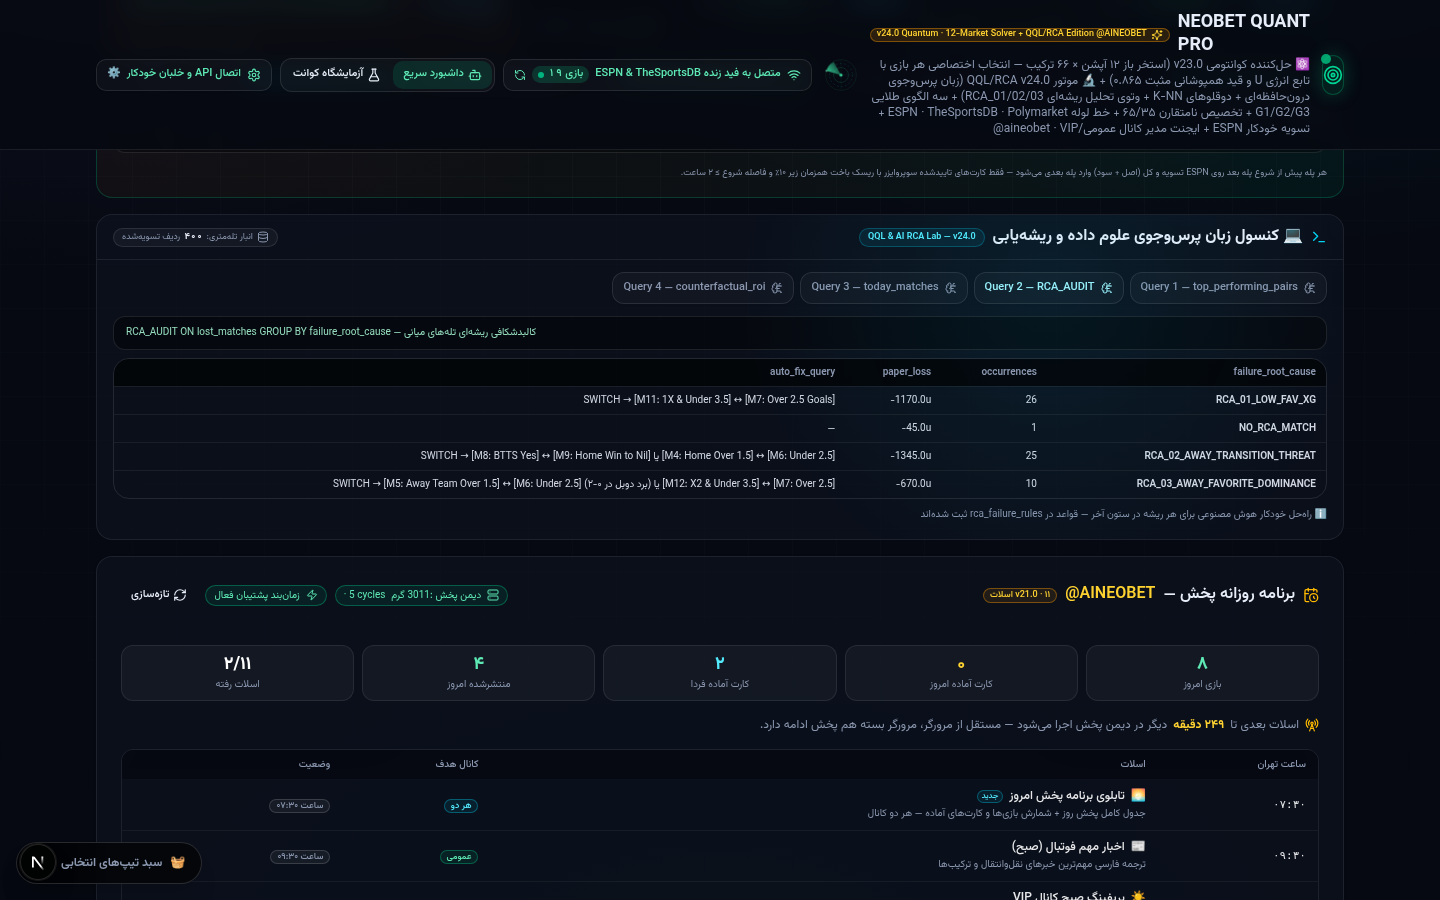 NEOBET QUANT PRO
v24.0 Quantum · 12-Market Solver + QQL/RCA Edition @AINEOBET
⚛️ حل‌کننده کوانتومی v23.0 (استخر باز ۱۲ آپشن × ۶۶ ترکیب — انتخاب اختصاصی هر بازی با
تابع انرژی U و قید همپوشانی مثبت ۰.۸۶۵) + 🔬 موتور QQL/RCA v24.0 (زبان پرس‌وجوی
درون‌حافظه‌ای + دوقلوهای K-NN + وتوی تحلیل ریشه‌ای RCA_01/02/03) + سه الگوی طلایی
G1/G2/G3 + تخصیص نامتقارن ۶۵/۳۵ + خط لوله ESPN · TheSportsDB · Polymarket +
تسویه خودکار ESPN + ایجنت مدیر کانال عمومی/VIP · @aineobet
متصل به فید زنده ESPN & TheSportsDB
۱۹ بازی
داشبورد سریع
آزمایشگاه کوانت
اتصال API و خلبان خودکار ⚙️
هر پله پیش از شروع پله بعد روی ESPN تسویه و کل (اصل + سود) وارد پله بعدی می‌شود — فقط کارت‌های تاییدشده سوپروایزر با ریسک باخت همزمان زیر ۱۰٪ و فاصله شروع ≥ ۲ ساعت.
💻 کنسول زبان پرس‌وجوی علوم داده و ریشه‌یابی
QQL & AI RCA Lab — v24.0
انبار تله‌متری: ۴۰۰ ردیف تسویه‌شده
Query 1 — top_performing_pairs
Query 2 — RCA_AUDIT
Query 3 — today_matches
Query 4 — counterfactual_roi
RCA_AUDIT ON lost_matches GROUP BY failure_root_cause — کالبدشکافی ریشه‌ای تله‌های میانی
failure_root_cause occurrences paper_loss auto_fix_query
RCA_01_LOW_FAV_XG 26 -1170.0u SWITCH → [M11: 1X & Under 3.5] ↔ [M7: Over 2.5 Goals]
NO_RCA_MATCH 1 -45.0u —
RCA_02_AWAY_TRANSITION_THREAT 25 -1345.0u SWITCH → [M8: BTTS Yes] ↔ [M9: Home Win to Nil] یا [M4: Home Over 1.5] ↔ [M6: Under 2.5]
RCA_03_AWAY_FAVORITE_DOMINANCE 10 -670.0u SWITCH → [M5: Away Team Over 1.5] ↔ [M6: Under 2.5] (برد دوبل در ۰-۲) یا [M12: X2 & Under 3.5] ↔ [M7: Over 2.5]
ℹ️ راه‌حل خودکار هوش مصنوعی برای هر ریشه در ستون آخر — قواعد در rca_failure_rules ثبت شده‌اند
برنامه روزانه پخش — @AINEOBET
v21.0 · ۱۱ اسلات
دیمن پخش :3011 گرم · 5 cycles
زمان‌بند پشتیبان فعال
تازه‌سازی
۸
بازی امروز
۰
کارت آماده امروز
۲
کارت آماده فردا
۴
منتشرشده امروز
۲/۱۱
اسلات رفته
اسلات بعدی تا ۲۴۹ دقیقه دیگر در دیمن پخش اجرا می‌شود — مستقل از مرورگر، مرورگر بسته هم پخش ادامه دارد.
ساعت تهران اسلات کانال هدف وضعیت
۰۷:۳۰ 🌅 تابلوی برنامه پخش امروز جدید هر دو ساعت ۰۷:۳۰
جدول کامل پخش روز + شمارش بازی‌ها و کارت‌های آماده — هر دو کانال
۰۹:۳۰ 📰 اخبار مهم فوتبال (صبح) عمومی ساعت ۰۹:۳۰
ترجمه فارسی مهم‌ترین خبرهای نقل‌وانتقال و ترکیب‌ها
☀️ بریفینگ صبح کانال VIP
🧺 سبد تیپ‌های انتخابی
N